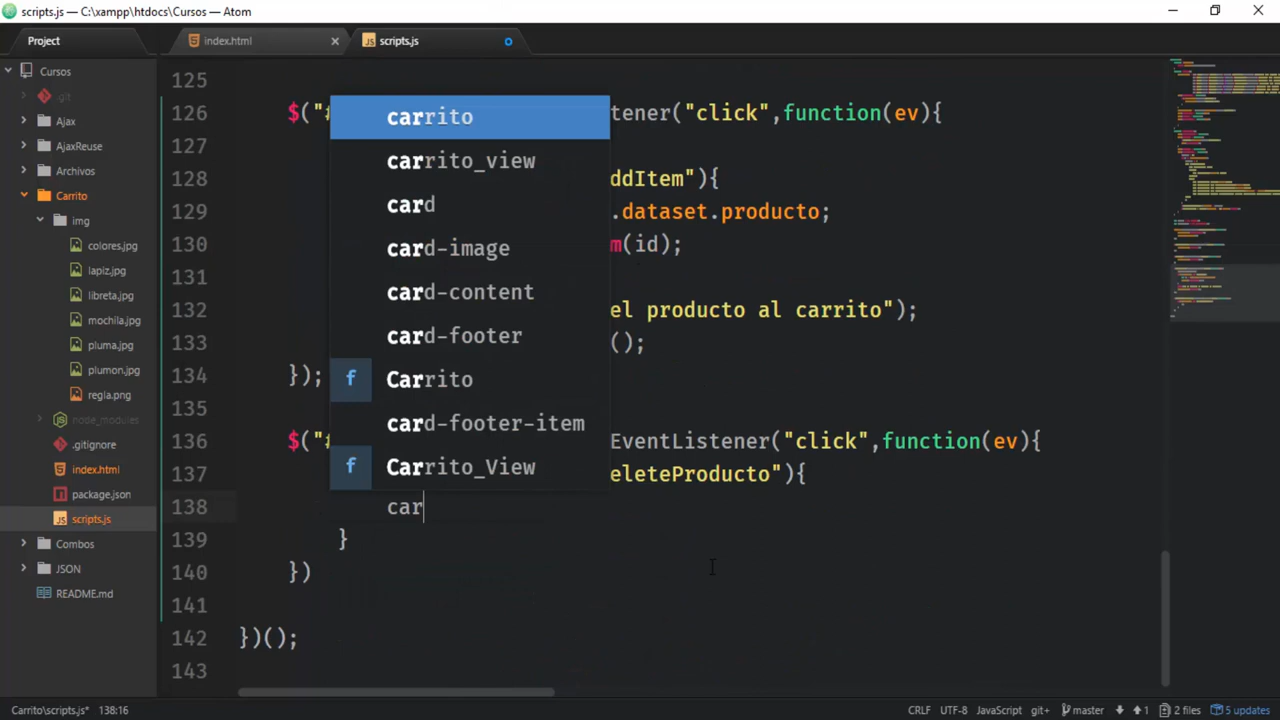 scripts.js — C:\xampp\htdocs\Cursos — Atom
Project
index.html
scripts.js
Cursos
.git
Ajax
AjaxReuse
Archivos
Carrito
img
colores.jpg
lapiz.jpg
libreta.jpg
mochila.jpg
pluma.jpg
plumon.jpg
regla.png
node_modules
.gitignore
index.html
package.json
scripts.js
Combos
JSON
README.md
125
126 $("# tener("click",function(ev){
127
128 ddItem"){
129 .dataset.producto;
130 m(id);
131
132 el producto al carrito");
133 ();
134 });
135
136 $("# EventListener("click",function(ev){
137 eleteProducto"){
138 car
139 }
140 })
141
142 })();
143
carrito
carrito_view
card
card-image
card-content
card-footer
f Carrito
card-footer-item
f Carrito_View
Carrito\scripts.js* 138:16
CRLF UTF-8 JavaScript git+ master 1 2 files 5 updates